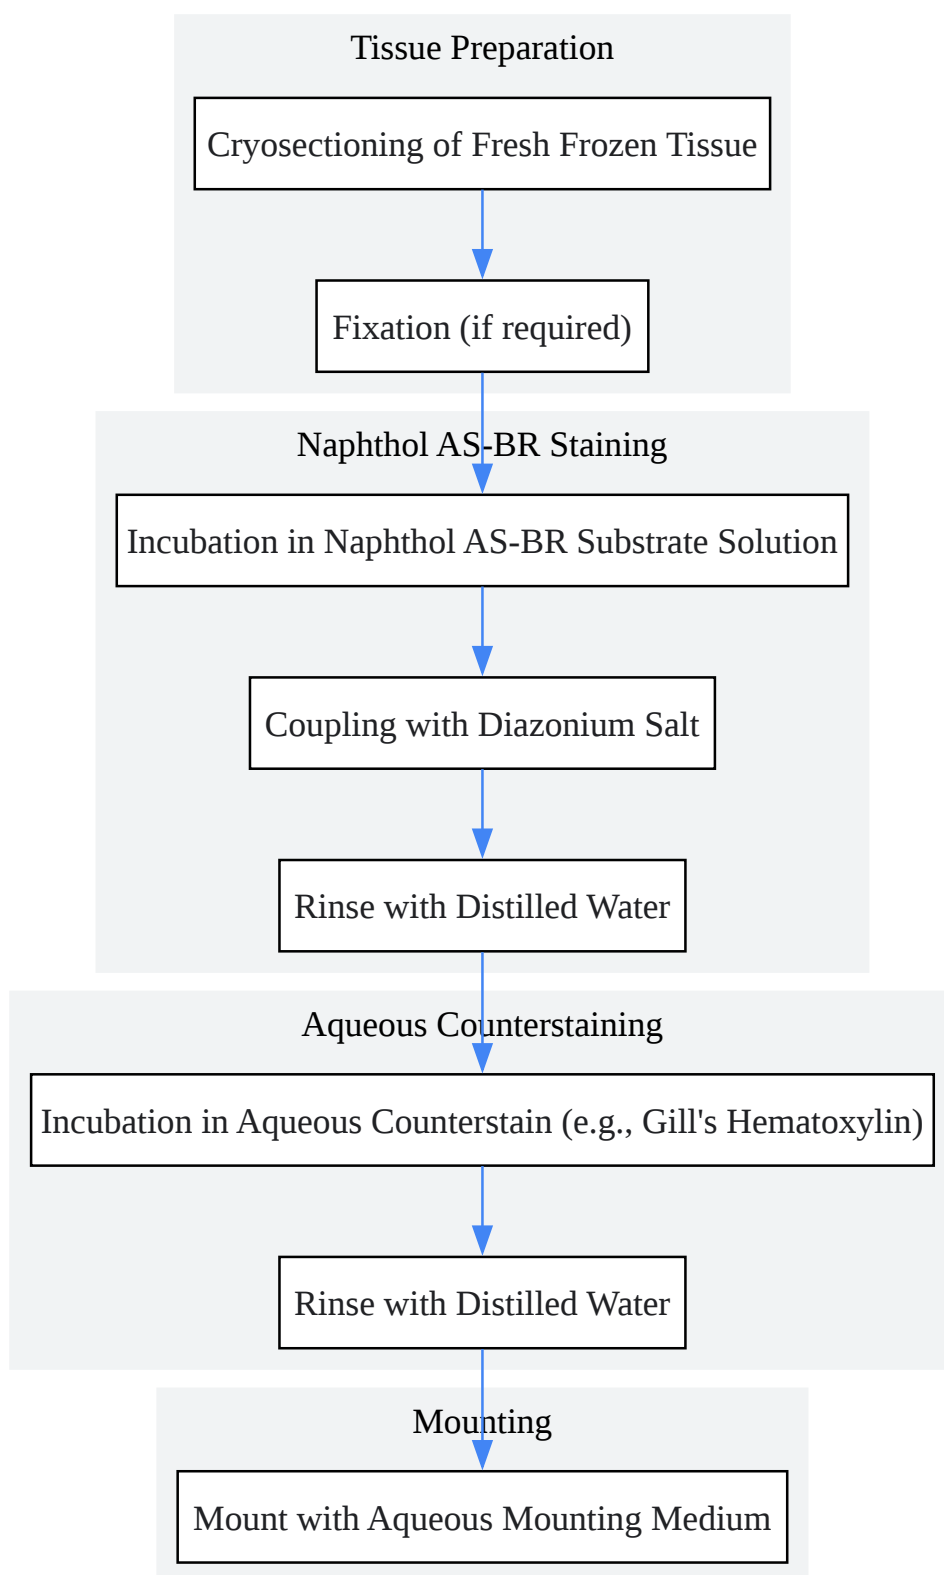 Tissue Preparation
Cryosectioning of Fresh Frozen Tissue
Fixation (if required)
Naphthol AS-BR Staining
Incubation in Naphthol AS-BR Substrate Solution
Coupling with Diazonium Salt
Rinse with Distilled Water
Aqueous Counterstaining
Incubation in Aqueous Counterstain (e.g., Gill's Hematoxylin)
Rinse with Distilled Water
Mounting
Mount with Aqueous Mounting Medium